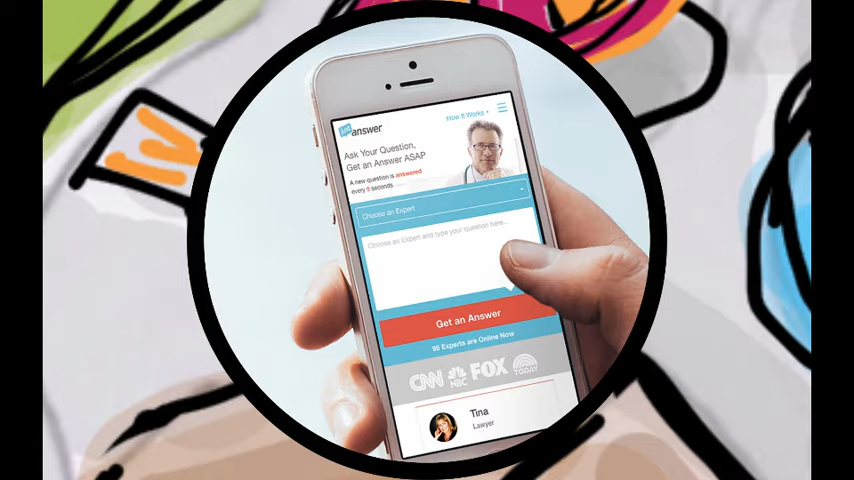 just answer
How It Works
Ask Your Question,
Get an Answer ASAP
A new question is answered
every 9 seconds
Choose an Expert
Choose an Expert and type your question here...
Get an Answer
95 Experts are Online Now
CNN NBC FOX TODAY
Tina
Lawyer